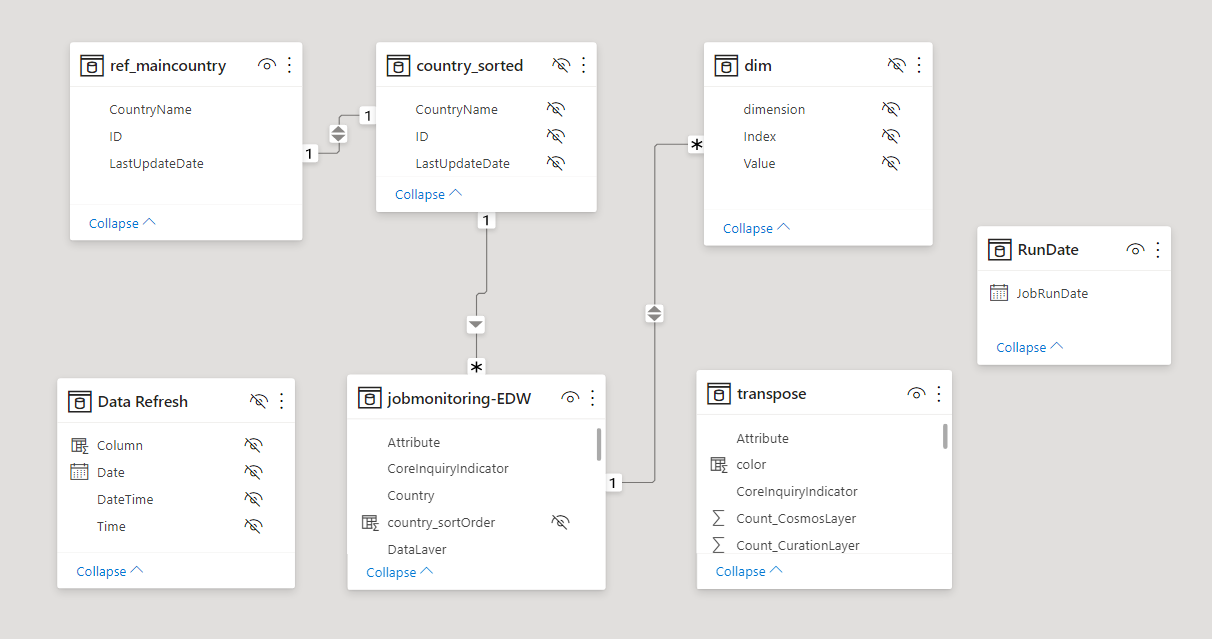 ref_maincountry
CountryName
ID
LastUpdateDate
Collapse
1
1
country_sorted
CountryName
ID
LastUpdateDate
Collapse
1
*
dim
dimension
Index
Value
Collapse
*
1
RunDate
JobRunDate
Collapse
Data Refresh
Column
Date
DateTime
Time
Collapse
jobmonitoring-EDW
Attribute
CoreInquiryIndicator
Country
country_sortOrder
DataLayer
Collapse
transpose
Attribute
color
CoreInquiryIndicator
Count_CosmosLayer
Count_CurationLayer
Collapse